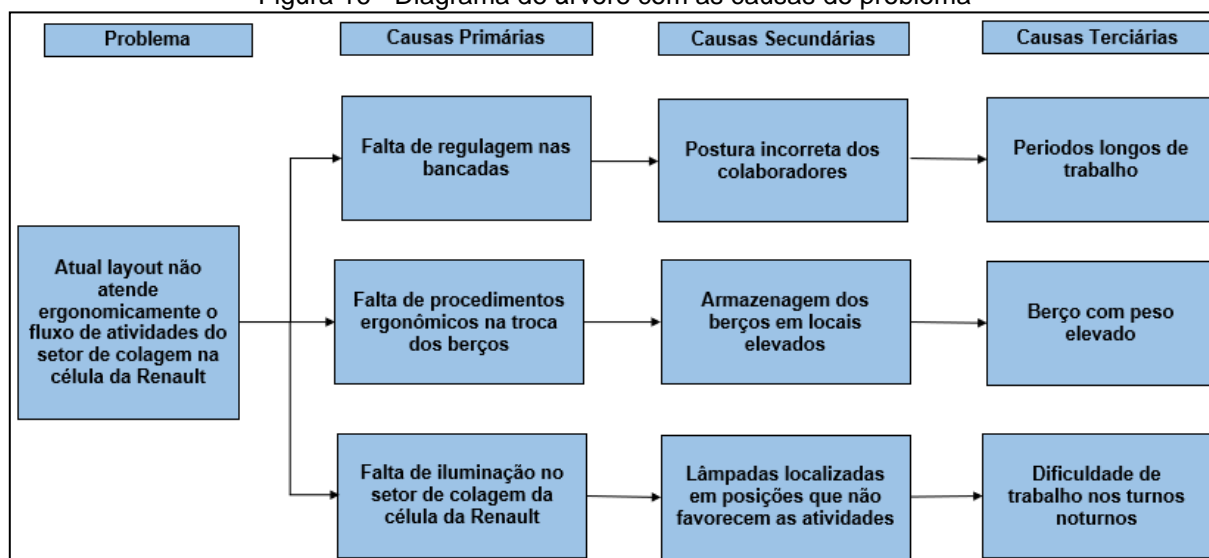 Figura 16 - Diagrama de árvore com as causas do problema
Problema
Causas Primárias
Causas Secundárias
Causas Terciárias
Falta de regulagem nas
bancadas
Postura incorreta dos
colaboradores
Periodos longos de
trabalho
Atual layout não
atende
ergonomicamente o
fluxo de atividades do
setor de colagem na
célula da Renault
Falta de procedimentos
ergonômicos na troca
dos berços
Armazenagem dos
berços em locais
elevados
Berço com peso
elevado
Falta de iluminação no
setor de colagem da
célula da Renault
Lâmpadas localizadas
em posições que não
favorecem as atividades
Dificuldade de
trabalho nos turnos
noturnos